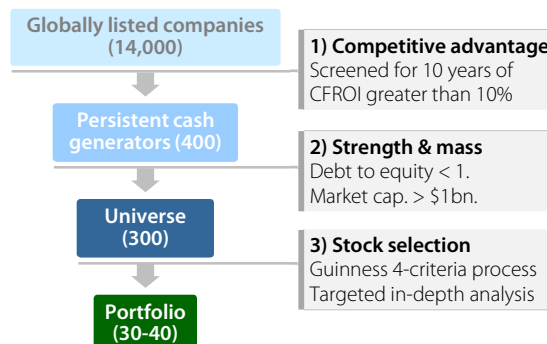 Globally listed companies
(14,000)
1) Competitive advantage
Screened for 10 years of
CFROI greater than 10%
Persistent cash
generators (400)
2) Strength & mass
Debt to equity < 1.
Market cap. > $1bn.
Universe
(300)
3) Stock selection
Guinness 4-criteria process
Targeted in-depth analysis
Portfolio
(30-40)